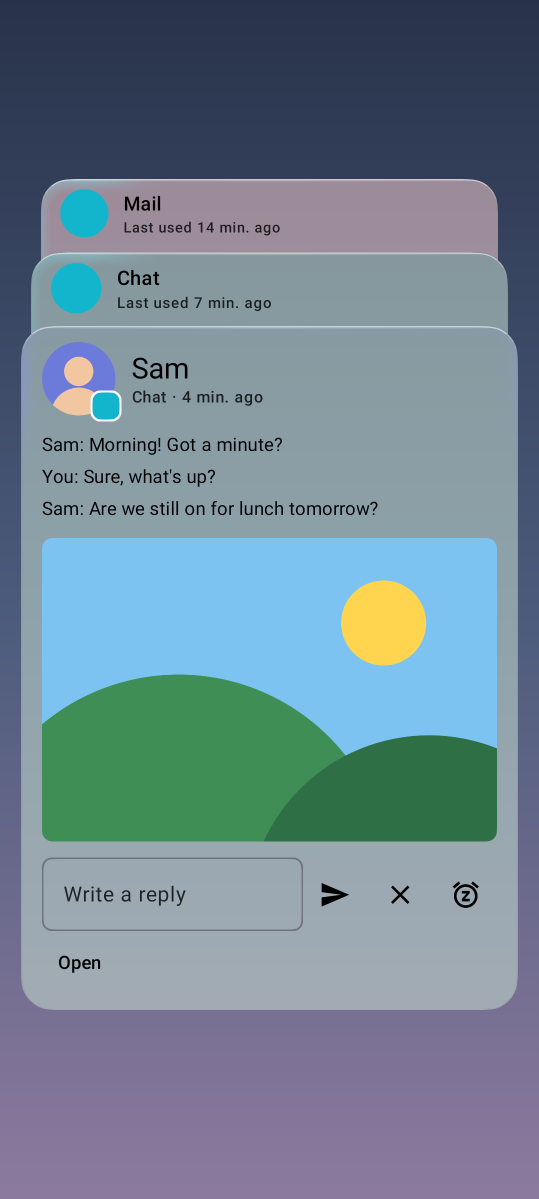 Mail
Last used 14 min. ago
Chat
Last used 7 min. ago
Sam
Chat · 4 min. ago
Sam: Morning! Got a minute?
You: Sure, what's up?
Sam: Are we still on for lunch tomorrow?
Write a reply
Open